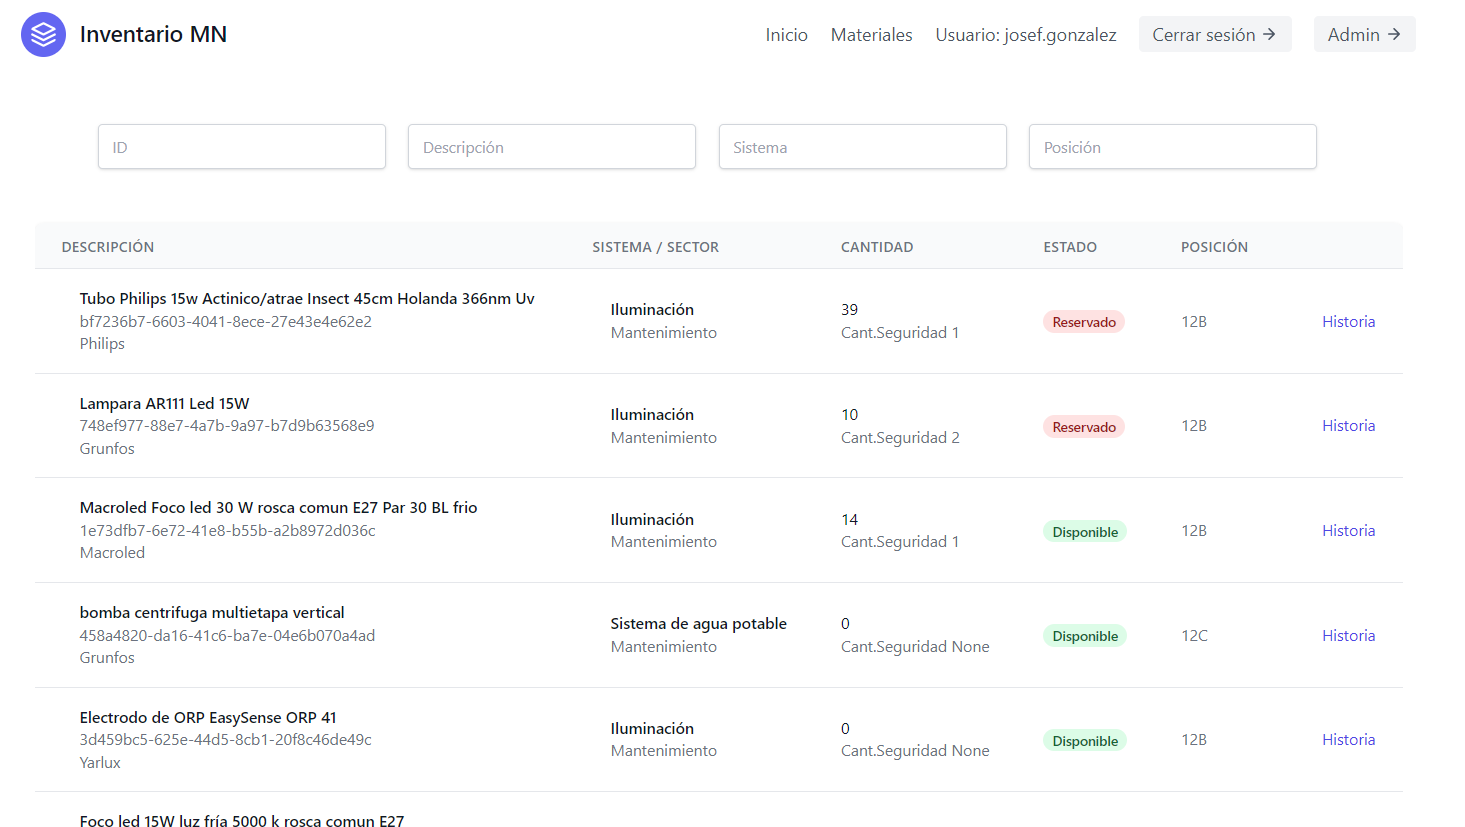 Inventario MN
Inicio Materiales Usuario: josef.gonzalez Cerrar sesión → Admin →
ID Descripción Sistema Posición
DESCRIPCIÓN SISTEMA / SECTOR CANTIDAD ESTADO POSICIÓN
Tubo Philips 15w Actinico/atrae Insect 45cm Holanda 366nm Uv
bf7236b7-6603-4041-8ece-27e43e4e62e2
Philips
Iluminación
Mantenimiento
39
Cant.Seguridad 1
Reservado
12B
Historia
Lampara AR111 Led 15W
748ef977-88e7-4a7b-9a97-b7d9b63568e9
Grunfos
Iluminación
Mantenimiento
10
Cant.Seguridad 2
Reservado
12B
Historia
Macroled Foco led 30 W rosca comun E27 Par 30 BL frio
1e73dfb7-6e72-41e8-b55b-a2b8972d036c
Macroled
Iluminación
Mantenimiento
14
Cant.Seguridad 1
Disponible
12B
Historia
bomba centrifuga multietapa vertical
458a4820-da16-41c6-ba7e-04e6b070a4ad
Grunfos
Sistema de agua potable
Mantenimiento
0
Cant.Seguridad None
Disponible
12C
Historia
Electrodo de ORP EasySense ORP 41
3d459bc5-625e-44d5-8cb1-20f8c46de49c
Yarlux
Iluminación
Mantenimiento
0
Cant.Seguridad None
Disponible
12B
Historia
Foco led 15W luz fría 5000 k rosca comun E27